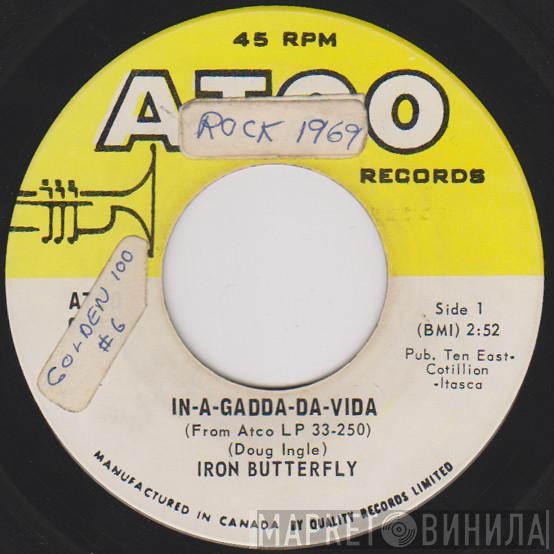 45 RPM
ATCO
ROCK 1969
RECORDS
GOLDEN 100
#6
Side 1
(BMI) 2:52
Pub. Ten East-
Cotillion
-Itasca
IN-A-GADDA-DA-VIDA
(From Atco LP 33-250)
(Doug Ingle)
IRON BUTTERFLY
MANUFACTURED IN CANADA BY QUALITY RECORDS LIMITED
МАРКЕТ ВИНИЛА